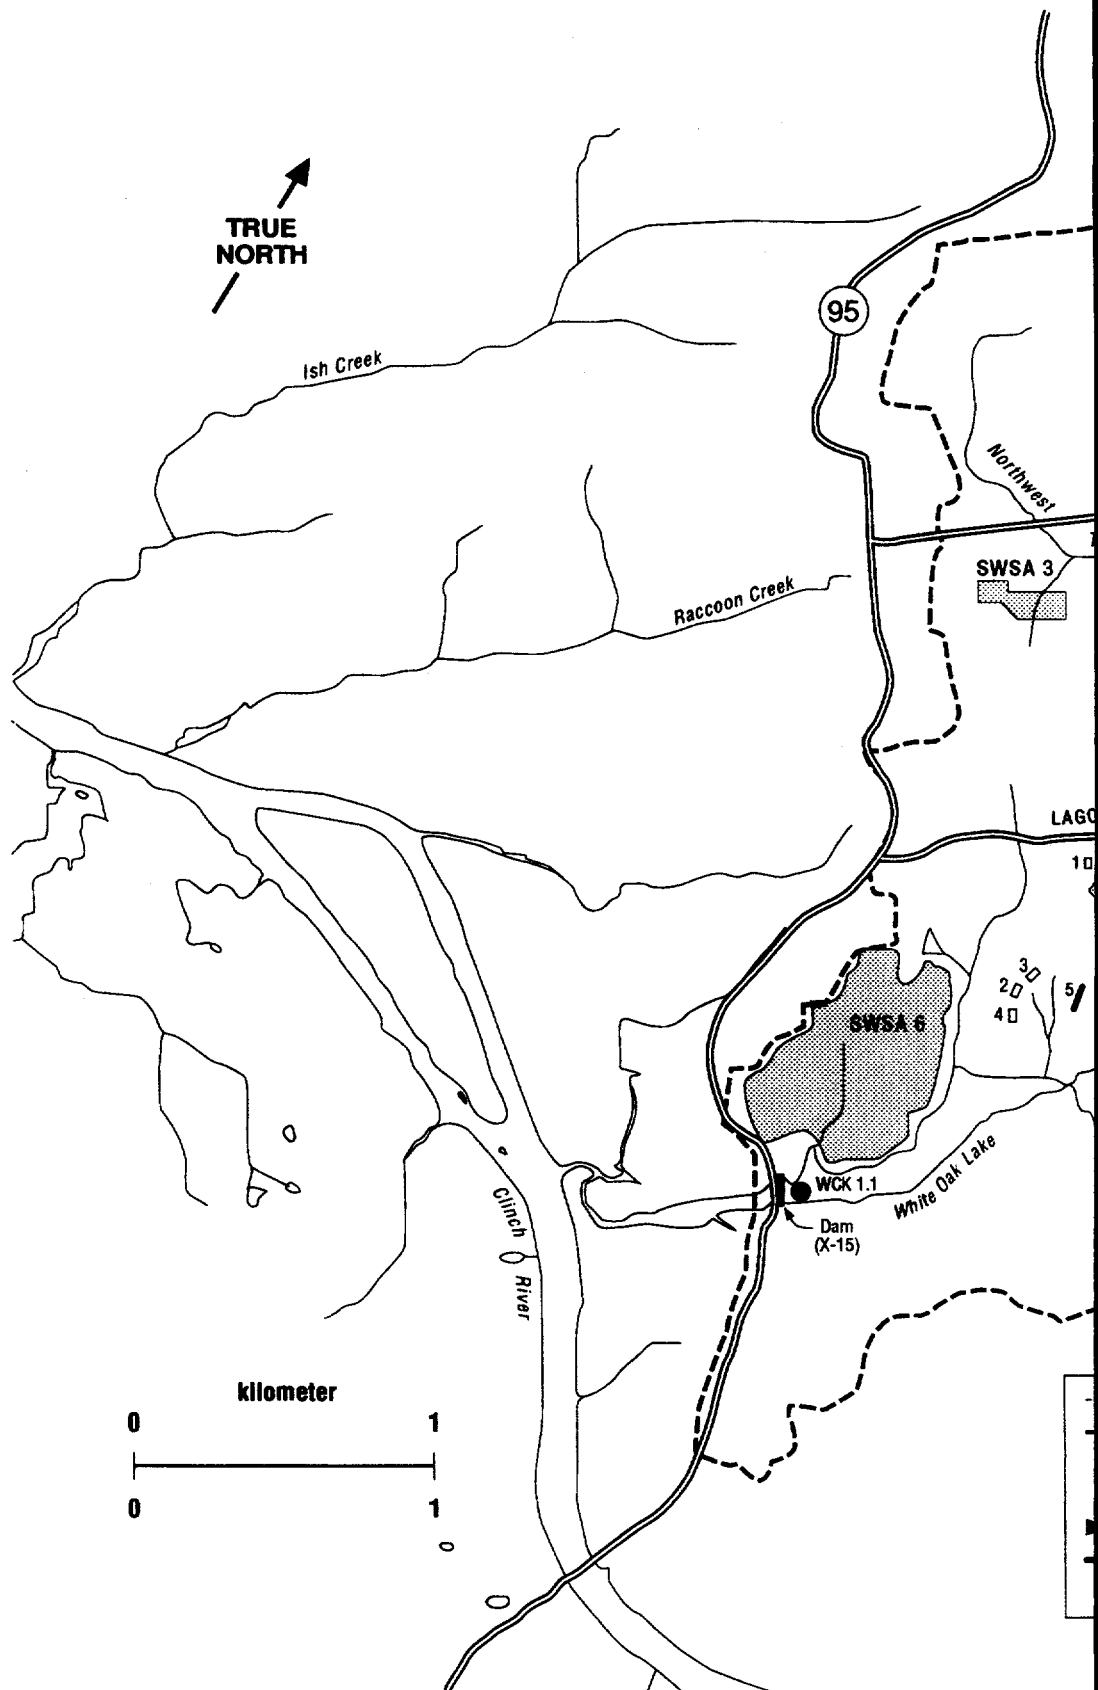 TRUE
NORTH
95
Ish Creek
Northwest
SWSA 3
Raccoon Creek
LAGO
1
3
2
5
4
SWSA 6
WCK 1.1
White Oak Lake
Dam
(X-15)
Clinch
River
kilometer
0 1
0 1